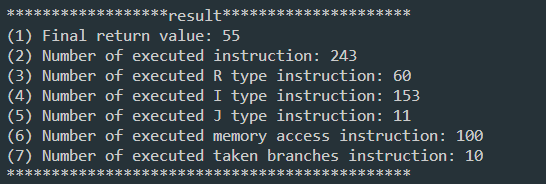 ******************result*********************
(1) Final return value: 55
(2) Number of executed instruction: 243
(3) Number of executed R type instruction: 60
(4) Number of executed I type instruction: 153
(5) Number of executed J type instruction: 11
(6) Number of executed memory access instruction: 100
(7) Number of executed taken branches instruction: 10
*********************************************